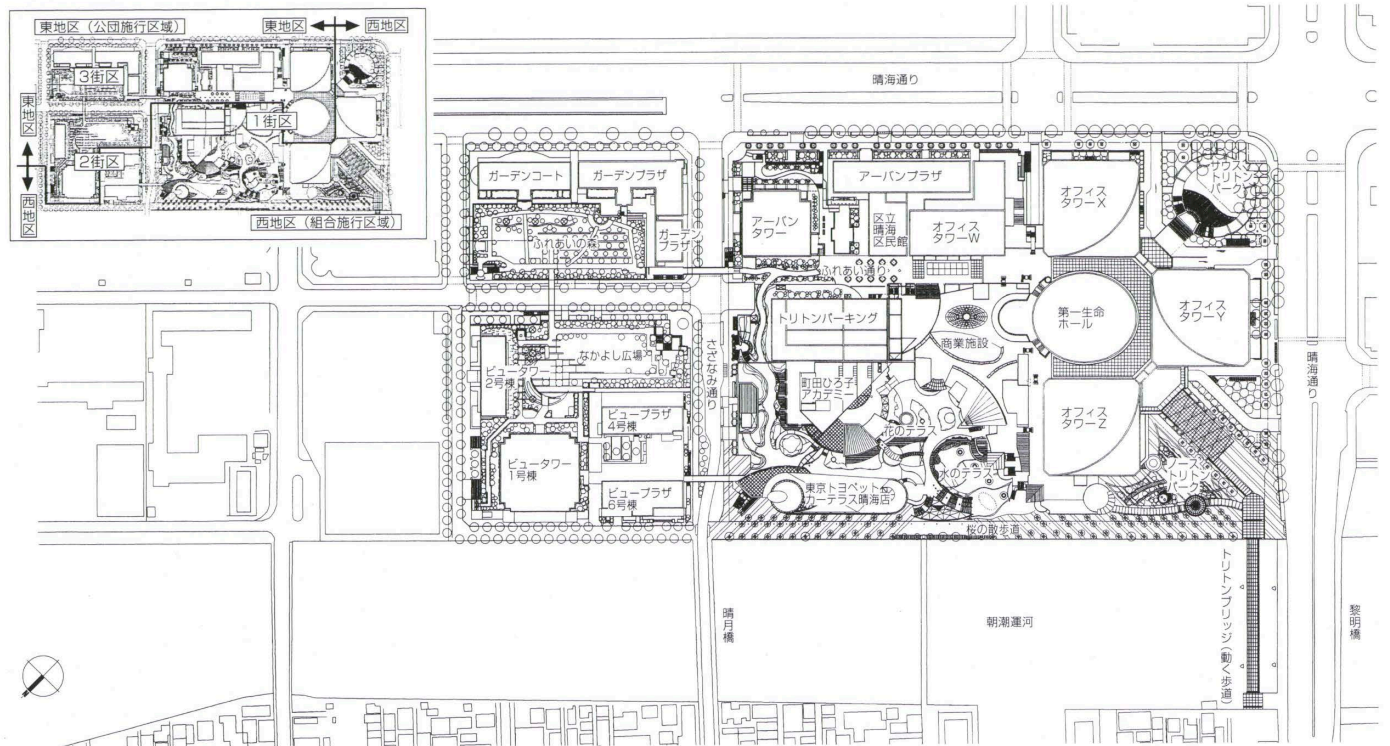 東地区（公団施行区域）
東地区
西地区
3街区
1街区
2街区
東地区
西地区
西地区（組合施行区域）
晴海通り
ガーデンコート
ガーデンプラザ
ガーデン
プラザ
ふれあいの森
アーバンプラザ
アーバン
タワー
区立
晴海
区民館
オフィス
タワーW
オフィス
タワーX
トリトン
パーク
ふれあい通り
トリトンパーキング
商業施設
第一生命
ホール
オフィス
タワーY
晴海通り
なかよし広場
ビュータワー
2号棟
さざなみ通り
町田ひろ子
アカデミー
ビュープラザ
4号棟
花のテラス
オフィス
タワーZ
ビュータワー
1号棟
水のテラス
ノース
トリトン
パーク
ビュープラザ
6号棟
東京トヨペット
カーテラス晴海店
桜の散歩道
晴月橋
朝潮運河
トリトンブリッジ（動く歩道）
黎明橋